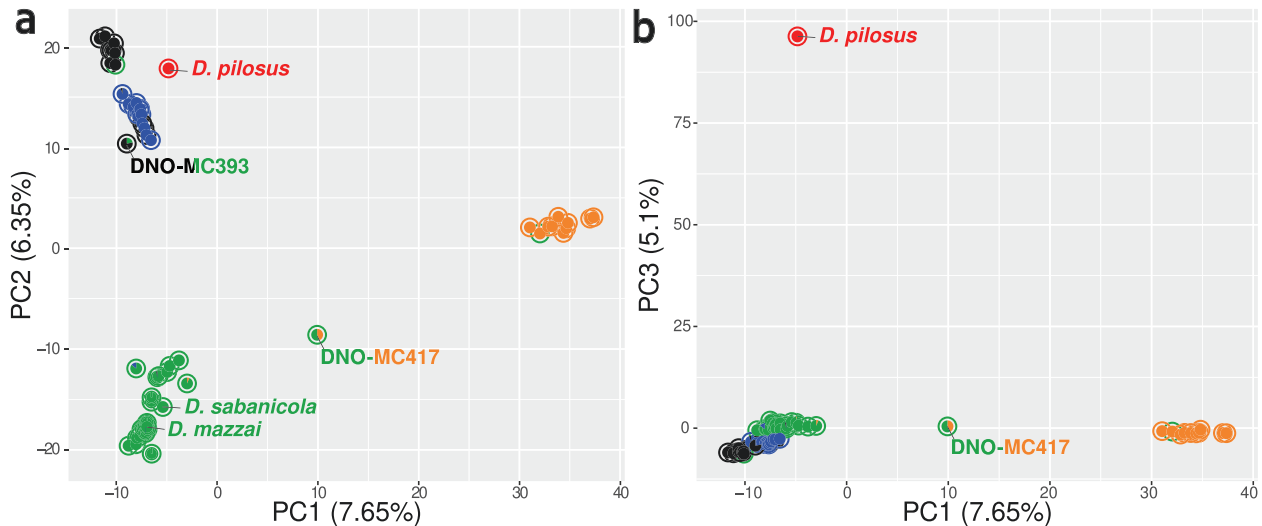 a
20
10
0
−10
−20
PC2 (6.35%)
D. pilosus
DNO-MC393
DNO-MC417
D. sabanicola
D. mazzai
−10
0
10
20
30
40
PC1 (7.65%)
b
100
75
50
25
0
PC3 (5.1%)
D. pilosus
DNO-MC417
−10
0
10
20
30
40
PC1 (7.65%)